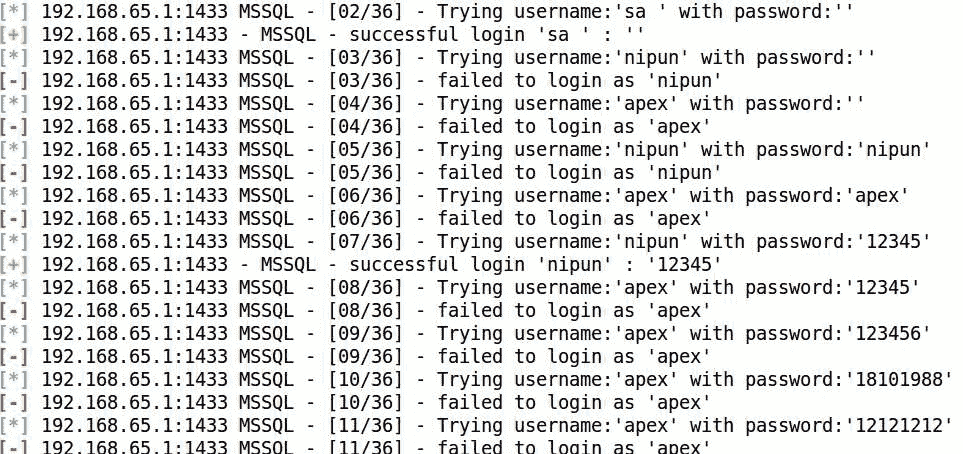 [*] 192.168.65.1:1433 MSSQL - [02/36] - Trying username:'sa ' with password:''
[+] 192.168.65.1:1433 - MSSQL - successful login 'sa ' : ''
[*] 192.168.65.1:1433 MSSQL - [03/36] - Trying username:'nipun' with password:''
[-] 192.168.65.1:1433 MSSQL - [03/36] - failed to login as 'nipun'
[*] 192.168.65.1:1433 MSSQL - [04/36] - Trying username:'apex' with password:''
[-] 192.168.65.1:1433 MSSQL - [04/36] - failed to login as 'apex'
[*] 192.168.65.1:1433 MSSQL - [05/36] - Trying username:'nipun' with password:'nipun'
[-] 192.168.65.1:1433 MSSQL - [05/36] - failed to login as 'nipun'
[*] 192.168.65.1:1433 MSSQL - [06/36] - Trying username:'apex' with password:'apex'
[-] 192.168.65.1:1433 MSSQL - [06/36] - failed to login as 'apex'
[*] 192.168.65.1:1433 MSSQL - [07/36] - Trying username:'nipun' with password:'12345'
[+] 192.168.65.1:1433 - MSSQL - successful login 'nipun' : '12345'
[*] 192.168.65.1:1433 MSSQL - [08/36] - Trying username:'apex' with password:'12345'
[-] 192.168.65.1:1433 MSSQL - [08/36] - failed to login as 'apex'
[*] 192.168.65.1:1433 MSSQL - [09/36] - Trying username:'apex' with password:'123456'
[-] 192.168.65.1:1433 MSSQL - [09/36] - failed to login as 'apex'
[*] 192.168.65.1:1433 MSSQL - [10/36] - Trying username:'apex' with password:'18101988'
[-] 192.168.65.1:1433 MSSQL - [10/36] - failed to login as 'apex'
[*] 192.168.65.1:1433 MSSQL - [11/36] - Trying username:'apex' with password:'12121212'
[-] 192.168.65.1:1433 MSSQL - [11/36] - failed to login as 'apex'